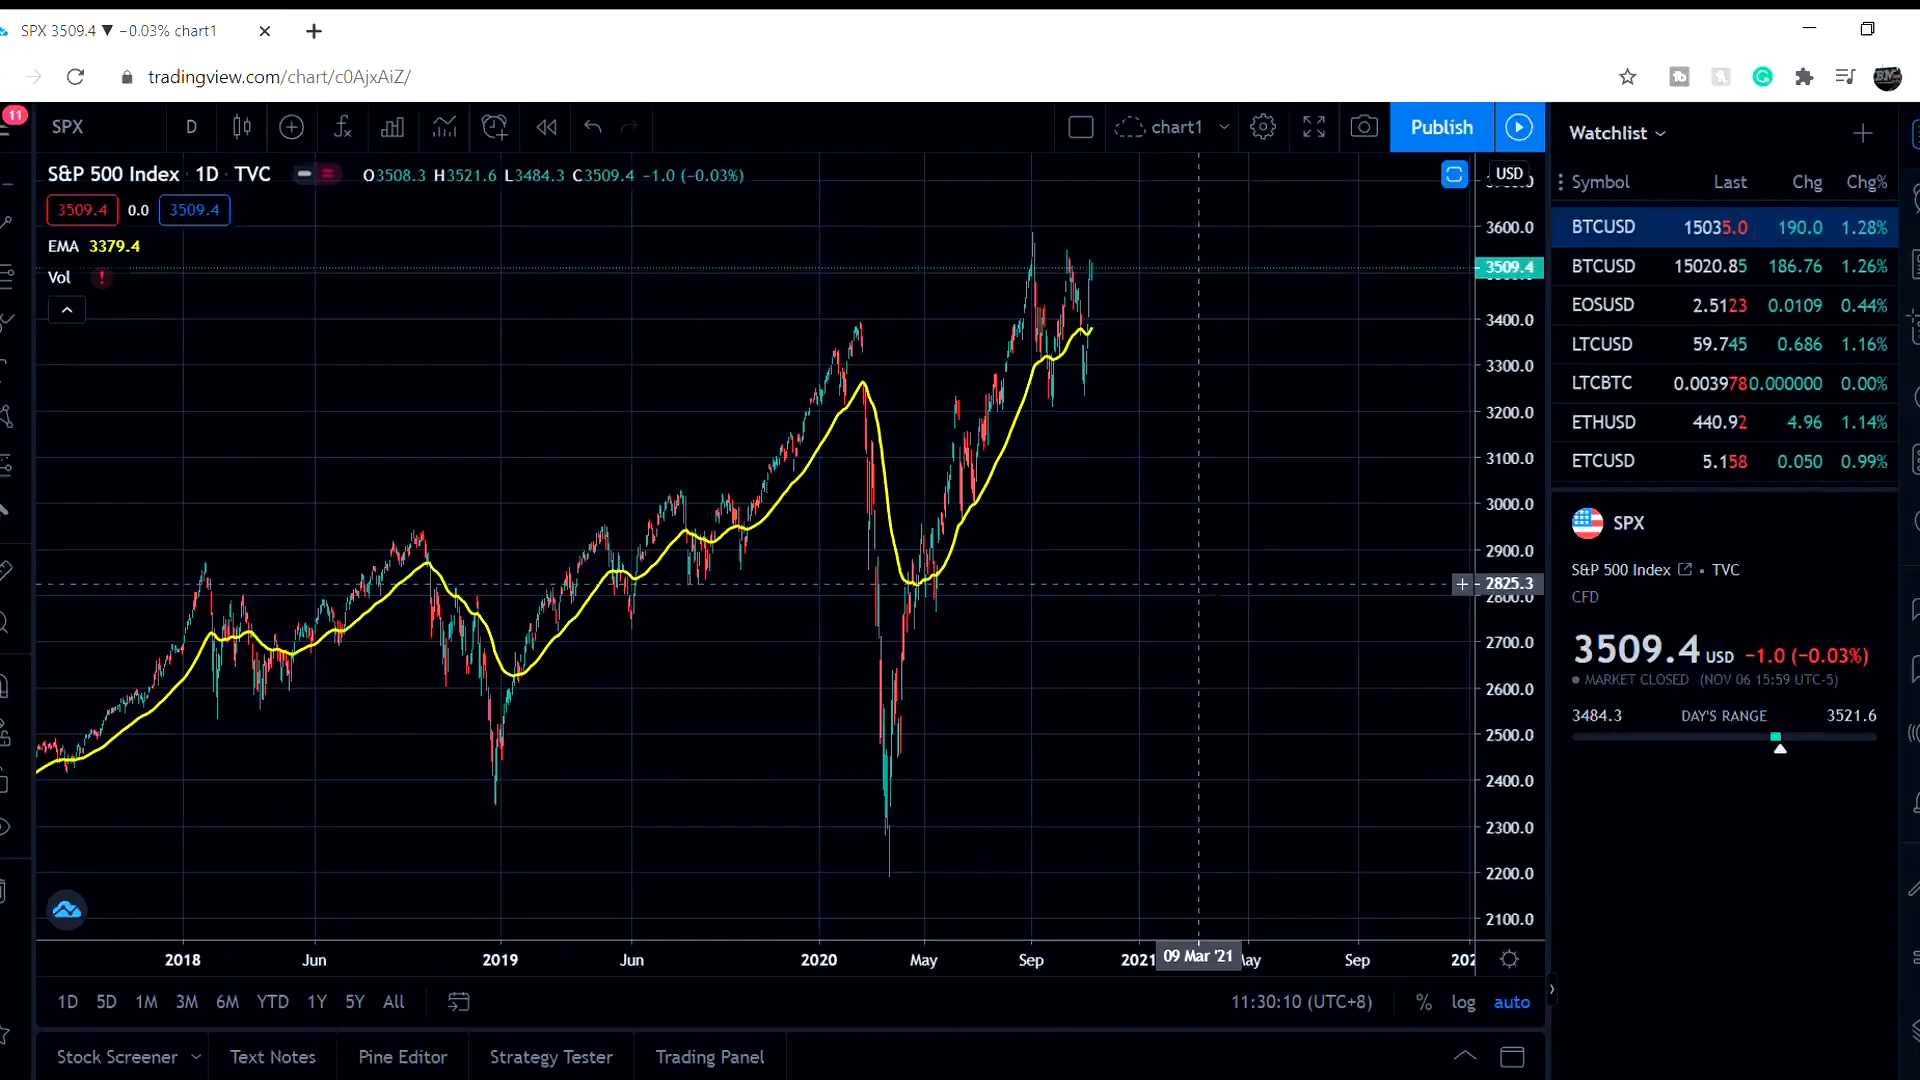 SPX 3509.4 ▼ −0.03% chart1
tradingview.com/chart/c0AjxAiZ/
11
SPX D chart1 Publish
S&P 500 Index · 1D · TVC O3508.3 H3521.6 L3484.3 C3509.4 −1.0 (−0.03%)
3509.4 0.0 3509.4
EMA 3379.4
Vol !
USD
3600.0
3509.4
3400.0
3300.0
3200.0
3100.0
3000.0
2900.0
2825.3
2800.0
2700.0
2600.0
2500.0
2400.0
2300.0
2200.0
2100.0
2018 Jun 2019 Jun 2020 May Sep 2021 09 Mar '21 Sep
1D 5D 1M 3M 6M YTD 1Y 5Y All 11:30:10 (UTC+8) % log auto
Stock Screener Text Notes Pine Editor Strategy Tester Trading Panel
Watchlist
Symbol Last Chg Chg%
BTCUSD 15035.0 190.0 1.28%
BTCUSD 15020.85 186.76 1.26%
EOSUSD 2.5123 0.0109 0.44%
LTCUSD 59.745 0.686 1.16%
LTCBTC 0.003978 0.000000 0.00%
ETHUSD 440.92 4.96 1.14%
ETCUSD 5.158 0.050 0.99%
SPX
S&P 500 Index • TVC
CFD
3509.4 USD −1.0 (−0.03%)
MARKET CLOSED (NOV 06 15:59 UTC-5)
3484.3 DAY'S RANGE 3521.6